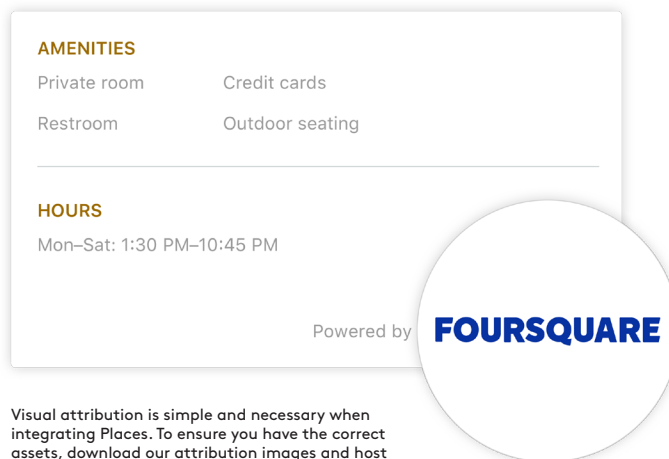 AMENITIES
Private room Credit cards
Restroom Outdoor seating
HOURS
Mon–Sat: 1:30 PM–10:45 PM
Powered by FOURSQUARE
Visual attribution is simple and necessary when
integrating Places. To ensure you have the correct
assets, download our attribution images and host